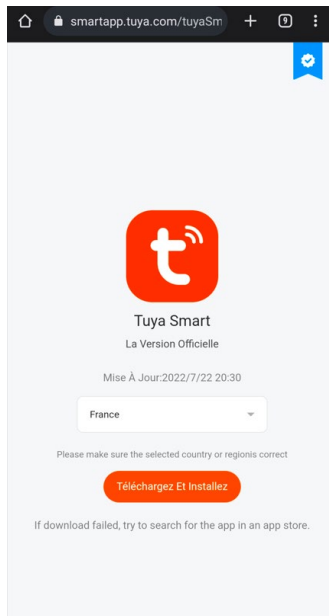 smartapp.tuya.com/tuyaSm
9
Tuya Smart
La Version Officielle
Mise À Jour:2022/7/22 20:30
France
Please make sure the selected country or regionis correct
Téléchargez Et Installez
If download failed, try to search for the app in an app store.